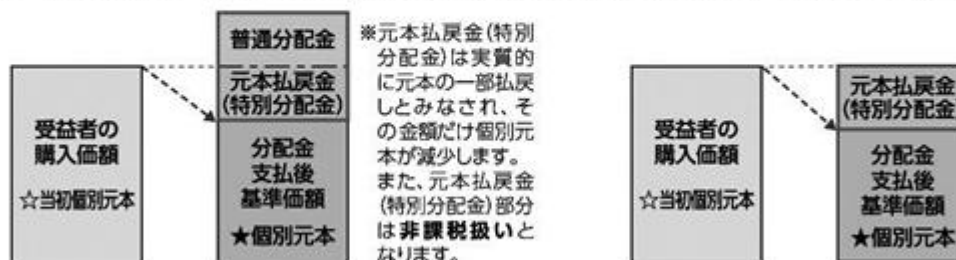 受益者の
購入価額
☆当初個別元本
普通分配金
元本払戻金
(特別分配金)
分配金
支払後
基準価額
★個別元本
※元本払戻金(特別
分配金)は実質的
に元本の一部払戻
しとみなされ、そ
の金額だけ個別元
本が減少します。
また、元本払戻金
(特別分配金)部分
は非課税扱いと
なります。
受益者の
購入価額
☆当初個別元本
元本払戻金
(特別分配金)
分配金
支払後
基準価額
★個別元本